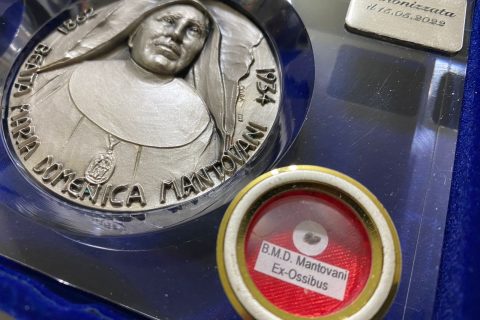 1862
BEATA MARIA DOMENICA MANTOVANI
1934
il 15.05.2022
B.M.D. Mantovani
Ex-Ossibus